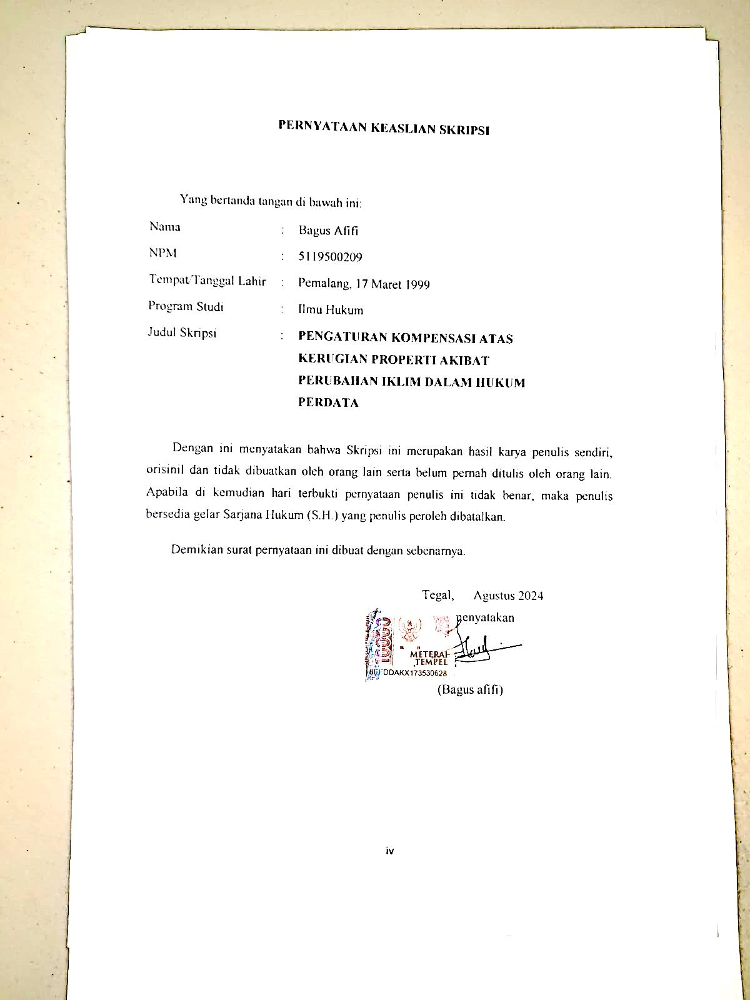 PERNYATAAN KEASLIAN SKRIPSI
Yang bertanda tangan di bawah ini:
Nama : Bagus Afifi
NPM : 5119500209
Tempat/Tanggal Lahir : Pemalang, 17 Maret 1999
Program Studi : Ilmu Hukum
Judul Skripsi : PENGATURAN KOMPENSASI ATAS
KERUGIAN PROPERTI AKIBAT
PERUBAHAN IKLIM DALAM HUKUM
PERDATA
Dengan ini menyatakan bahwa Skripsi ini merupakan hasil karya penulis sendiri,
orisinil dan tidak dibuatkan oleh orang lain serta belum pernah ditulis oleh orang lain.
Apabila di kemudian hari terbukti pernyataan penulis ini tidak benar, maka penulis
bersedia gelar Sarjana Hukum (S.H.) yang penulis peroleh dibatalkan.
Demikian surat pernyataan ini dibuat dengan sebenarnya.
Tegal, Agustus 2024
penyatakan
10000
METERAI
TEMPEL
DDAKX173530628
(Bagus afifi)
iv